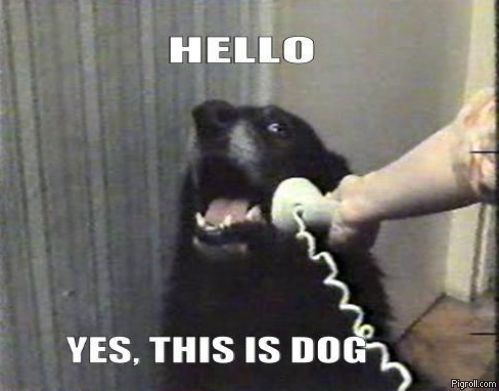 HELLO
YES, THIS IS DOG
Pigroll.com